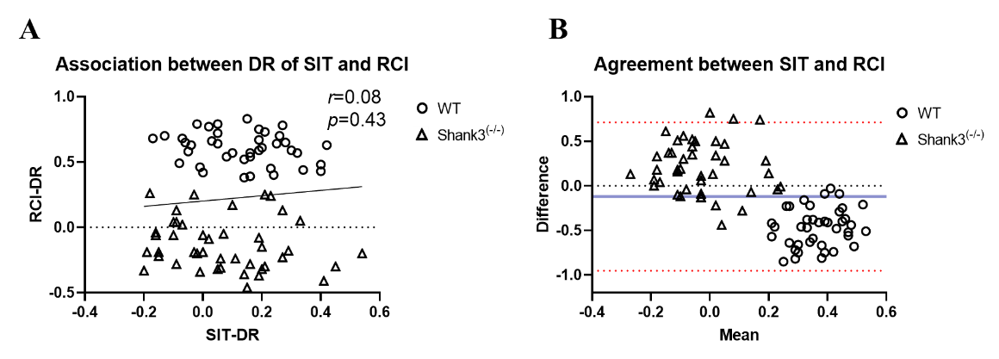 A
Association between DR of SIT and RCI
r=0.08
p=0.43
WT
Shank3(-/-)
1.0
0.5
0.0
-0.5
RCI-DR
-0.4
-0.2
0.0
0.2
0.4
0.6
SIT-DR
B
Agreement between SIT and RCI
WT
Shank3(-/-)
1.0
0.5
0.0
-0.5
-1.0
Difference
-0.4
-0.2
0.0
0.2
0.4
0.6
Mean